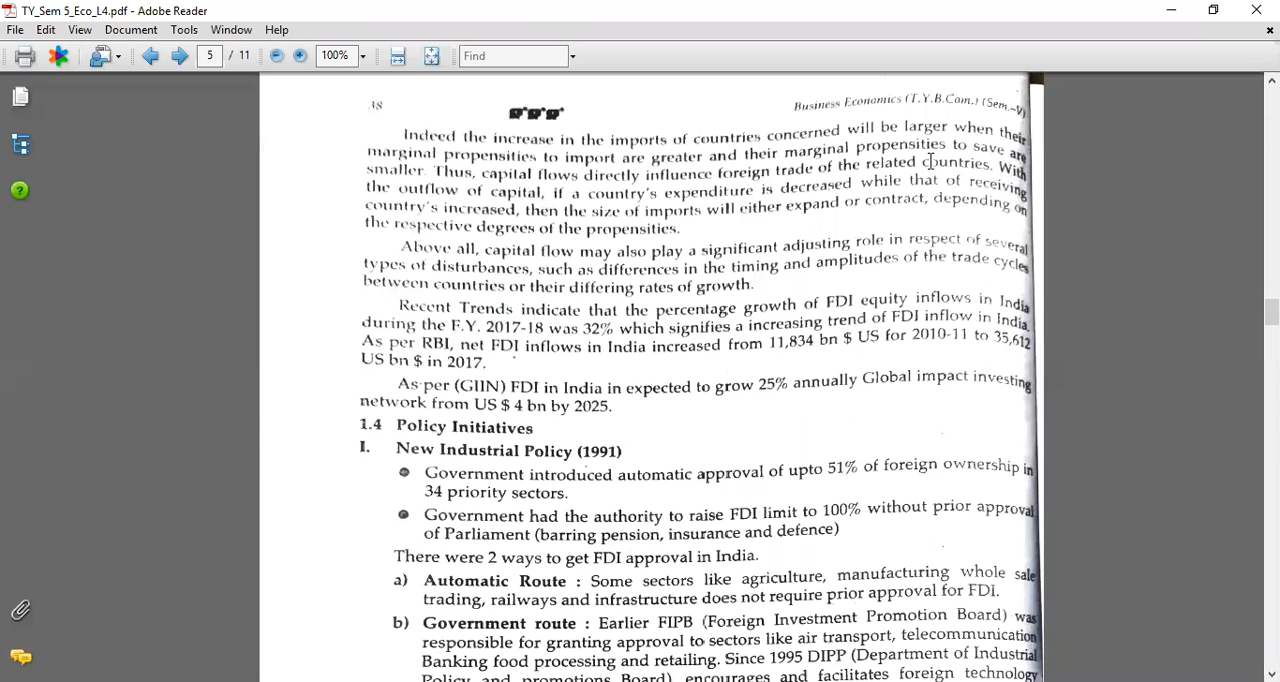 TY_Sem 5_Eco_L4.pdf - Adobe Reader
File Edit View Document Tools Window Help
5 / 11 100% Find
38
Business Economics (T.Y.B.Com.) (Sem.-V)
Indeed the increase in the imports of countries concerned will be larger when their
marginal propensities to import are greater and their marginal propensities to save are
smaller. Thus, capital flows directly influence foreign trade of the related countries. With
the outflow of capital, if a country's expenditure is decreased while that of receiving
country's increased, then the size of imports will either expand or contract, depending on
the respective degrees of the propensities.
Above all, capital flow may also play a significant adjusting role in respect of several
types of disturbances, such as differences in the timing and amplitudes of the trade cycles
between countries or their differing rates of growth.
Recent Trends indicate that the percentage growth of FDI equity inflows in India
during the F.Y. 2017-18 was 32% which signifies a increasing trend of FDI inflow in India.
As per RBI, net FDI inflows in India increased from 11,834 bn $ US for 2010-11 to 35,612
US bn $ in 2017.
As per (GIIN) FDI in India in expected to grow 25% annually Global impact investing
network from US $ 4 bn by 2025.
1.4 Policy Initiatives
I. New Industrial Policy (1991)
● Government introduced automatic approval of upto 51% of foreign ownership in
34 priority sectors.
● Government had the authority to raise FDI limit to 100% without prior approval
of Parliament (barring pension, insurance and defence)
There were 2 ways to get FDI approval in India.
a) Automatic Route : Some sectors like agriculture, manufacturing whole sale
trading, railways and infrastructure does not require prior approval for FDI.
b) Government route : Earlier FIPB (Foreign Investment Promotion Board) was
responsible for granting approval to sectors like air transport, telecommunication
Banking food processing and retailing. Since 1995 DIPP (Department of Industrial
Policy and promotions Board) encourages and facilitates foreign technology